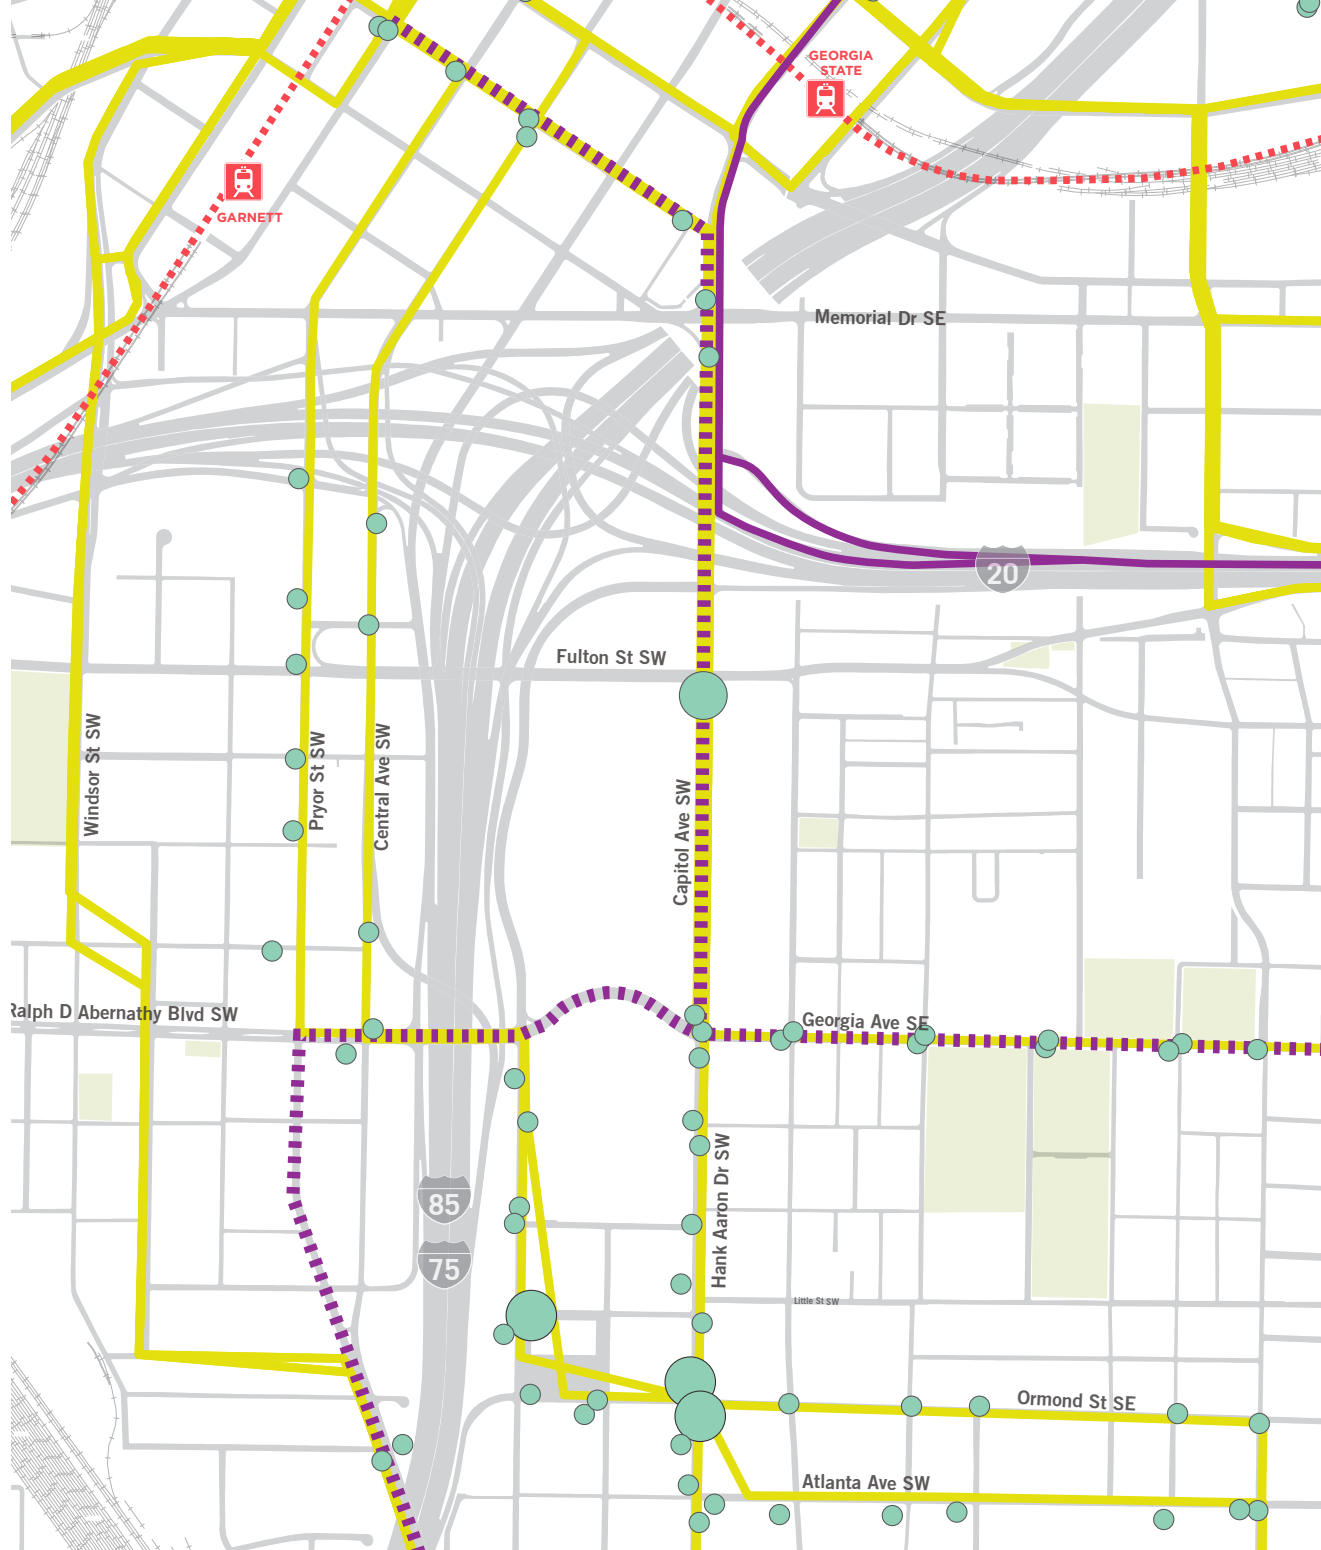 GEORGIA
STATE
GARNETT
Memorial Dr SE
20
Fulton St SW
Windsor St SW
Pryor St SW
Central Ave SW
Capitol Ave SW
Ralph D Abernathy Blvd SW
Georgia Ave SE
85
Hank Aaron Dr SW
75
Little St SW
Ormond St SE
Atlanta Ave SW